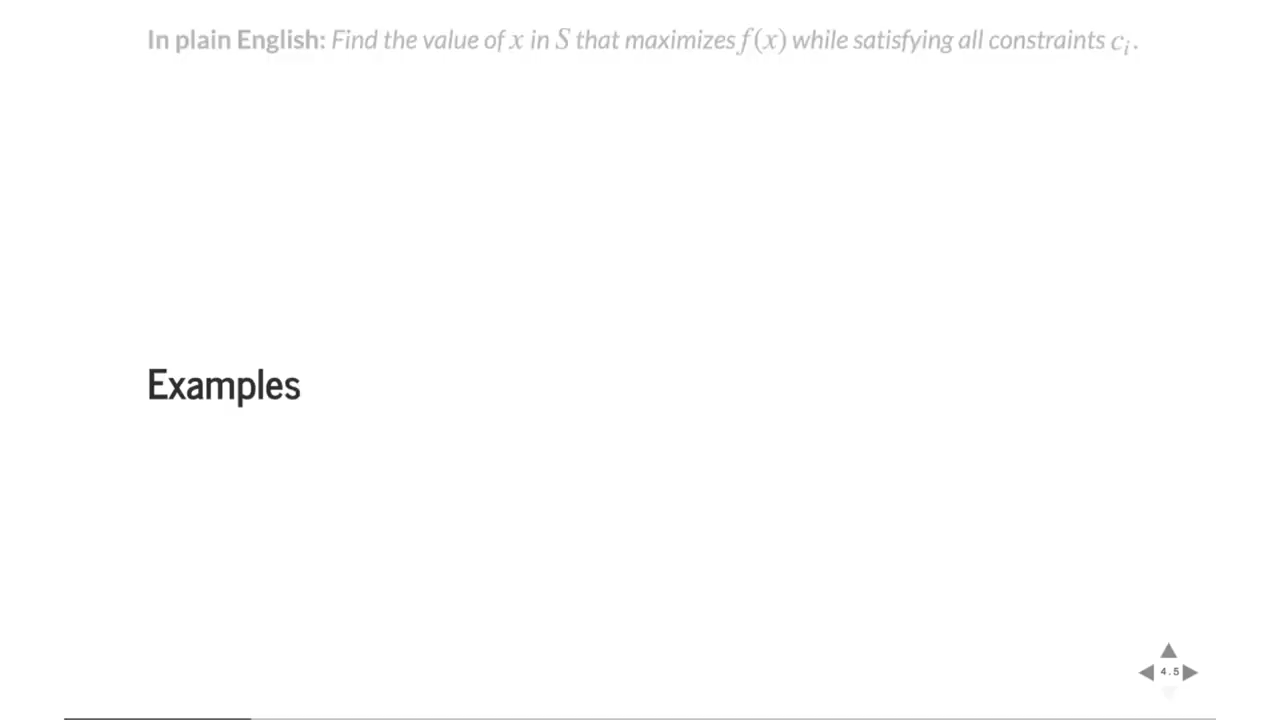 In plain English: Find the value of x in S that maximizes f(x) while satisfying all constraints cᵢ.
Examples
4.5